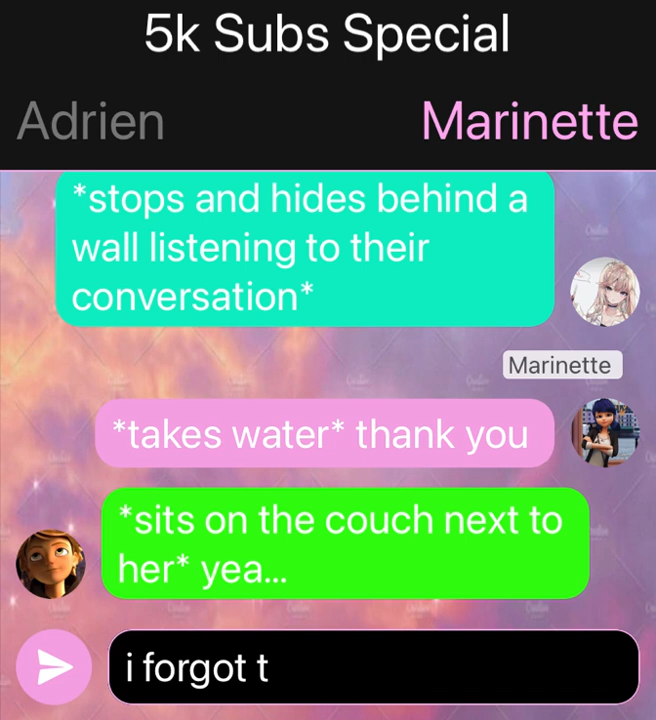 5k Subs Special
Adrien
Marinette
*stops and hides behind a
wall listening to their
conversation*
Marinette
*takes water* thank you
*sits on the couch next to
her* yea...
i forgot t